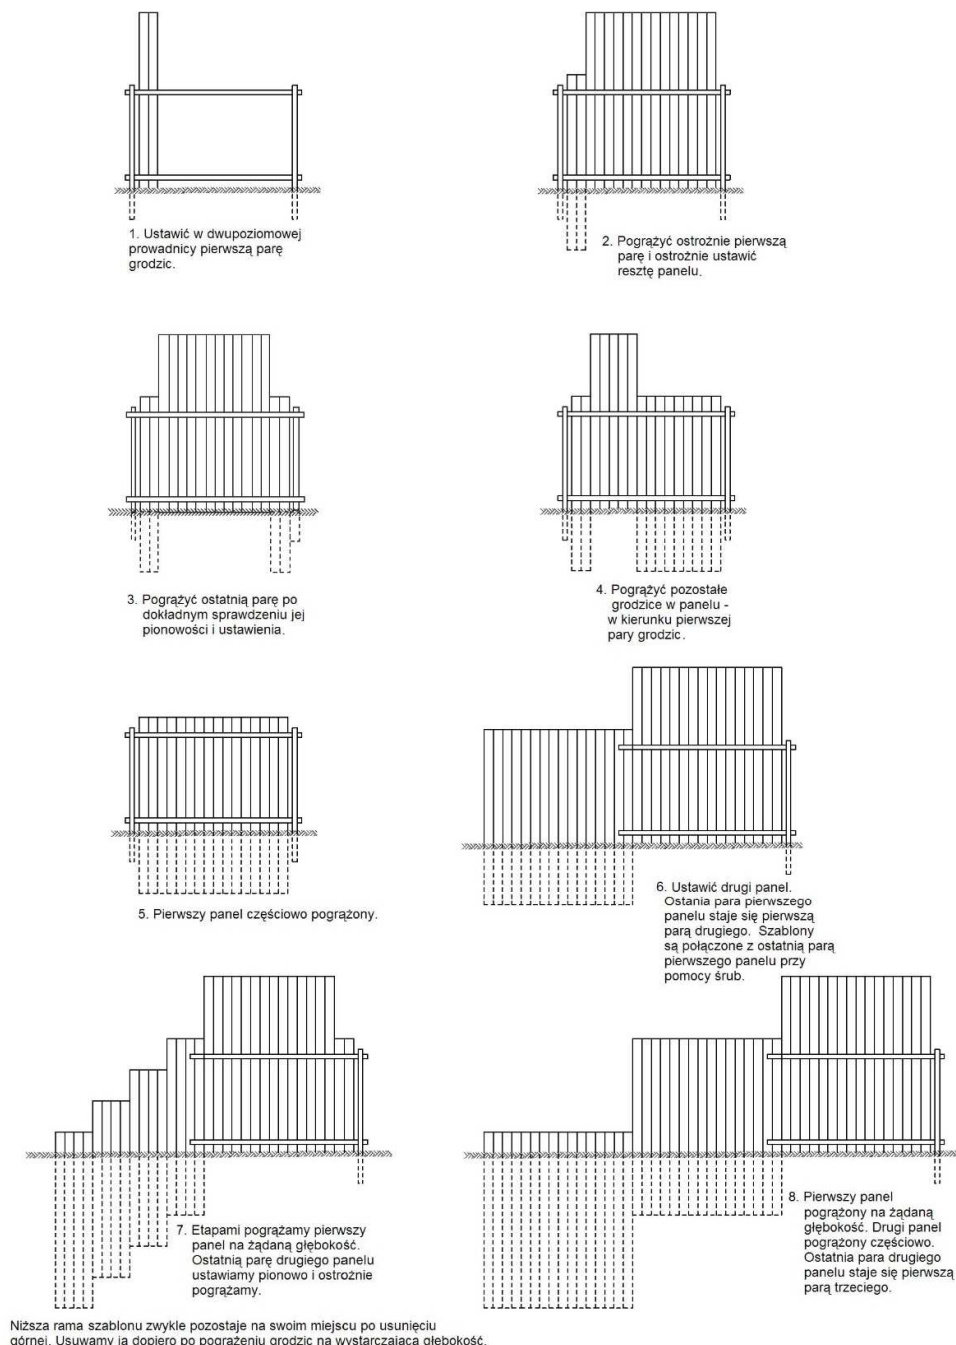 1. Ustawić w dwupoziomowej
prowadnicy pierwszą parę
grodzic.
2. Pogrążyć ostrożnie pierwszą
parę i ostrożnie ustawić
resztę panelu.
3. Pogrążyć ostatnią parę po
dokładnym sprawdzeniu jej
pionowości i ustawienia.
4. Pogrążyć pozostałe
grodzice w panelu -
w kierunku pierwszej
pary grodzic.
5. Pierwszy panel częściowo pogrążony.
6. Ustawić drugi panel.
Ostania para pierwszego
panelu staje się pierwszą
parą drugiego. Szablony
są połączone z ostatnią parą
pierwszego panelu przy
pomocy śrub.
7. Etapami pogrążamy pierwszy
panel na żądaną głębokość.
Ostatnią parę drugiego panelu
ustawiamy pionowo i ostrożnie
pogrążamy.
8. Pierwszy panel
pogrążony na żądaną
głębokość. Drugi panel
pogrążony częściowo.
Ostatnia para drugiego
panelu staje się pierwszą
parą trzeciego.
Niższa rama szablonu zwykle pozostaje na swoim miejscu po usunięciu
górnej. Usuwamy ją dopiero po pogrążeniu grodzic na wystarczającą głębokość.